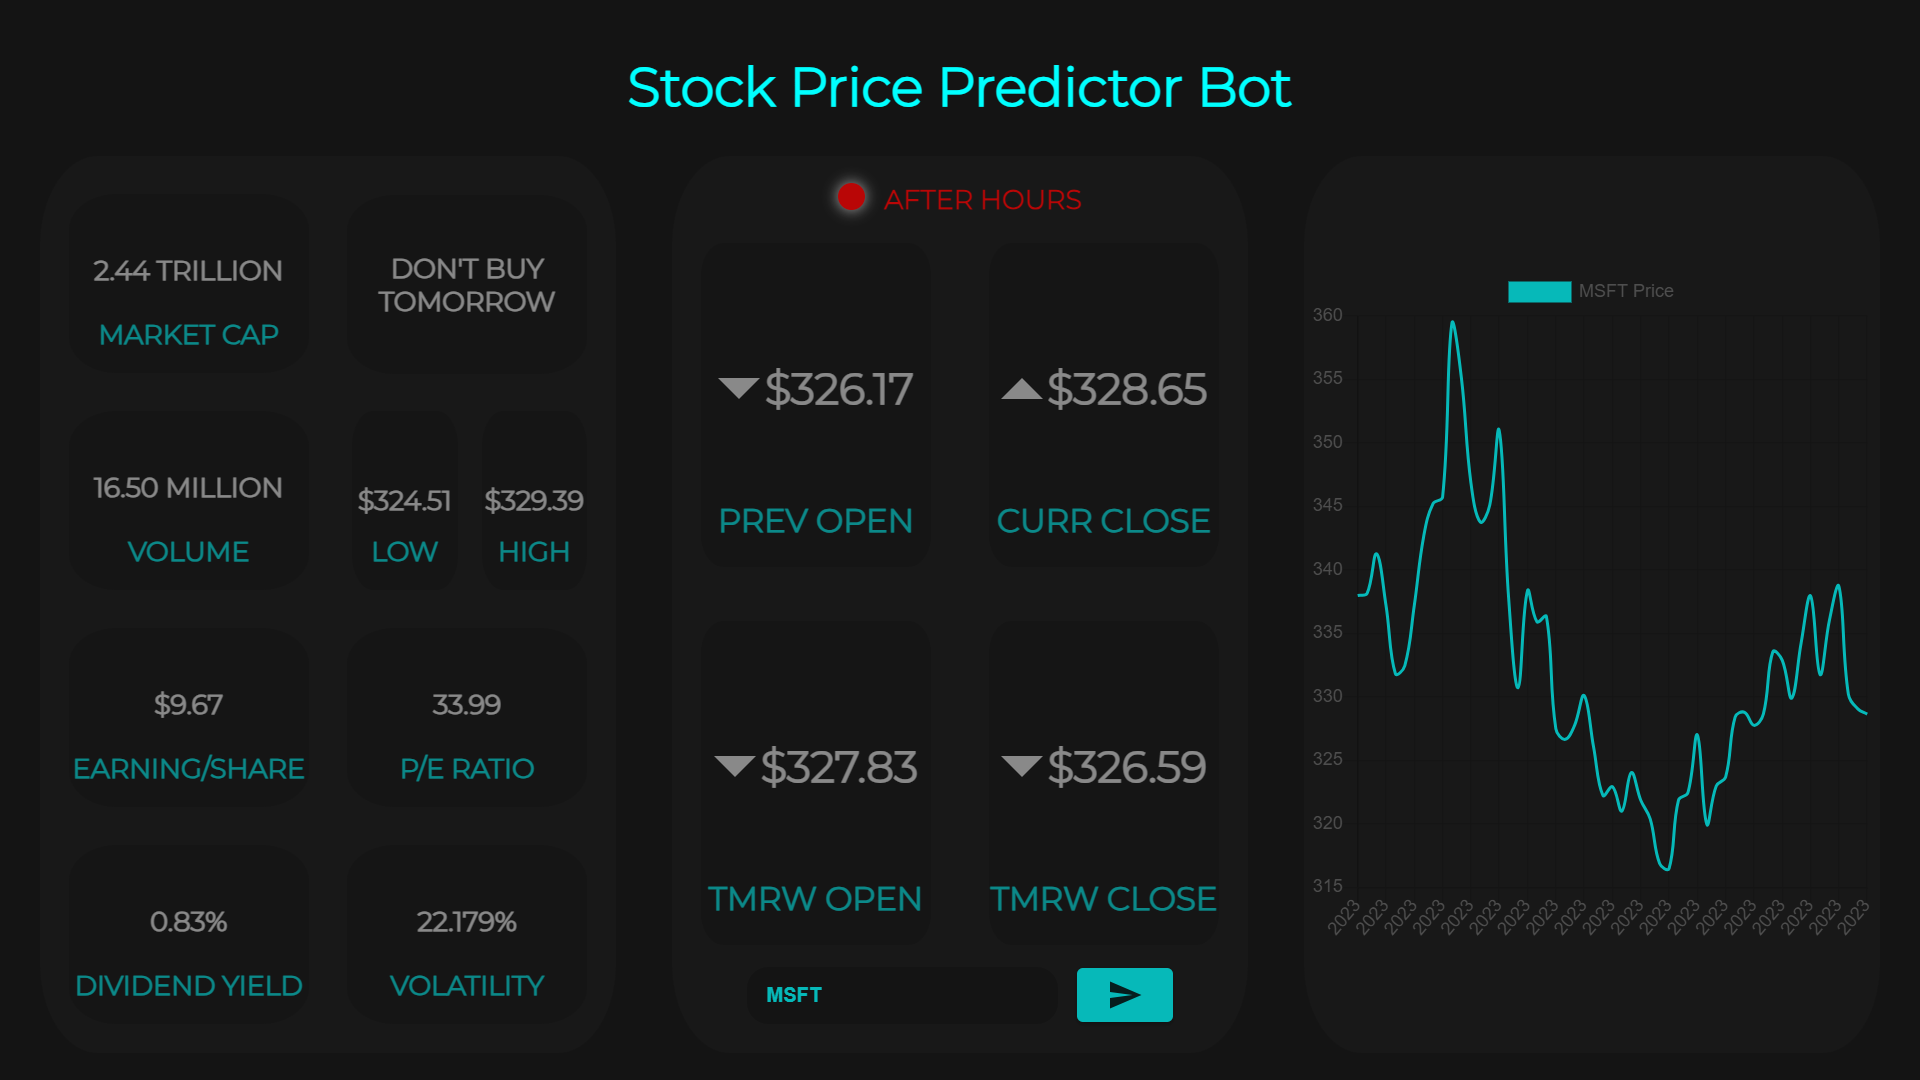 Stock Price Predictor Bot
2.44 TRILLION
MARKET CAP
DON'T BUY
TOMORROW
16.50 MILLION
VOLUME
$324.51
LOW
$329.39
HIGH
$9.67
EARNING/SHARE
33.99
P/E RATIO
0.83%
DIVIDEND YIELD
22.179%
VOLATILITY
AFTER HOURS
$326.17
PREV OPEN
$328.65
CURR CLOSE
$327.83
TMRW OPEN
$326.59
TMRW CLOSE
MSFT
MSFT Price
360
355
350
345
340
335
330
325
320
315
2023 2023 2023 2023 2023 2023 2023 2023 2023 2023 2023 2023 2023 2023 2023 2023 2023 2023 2023